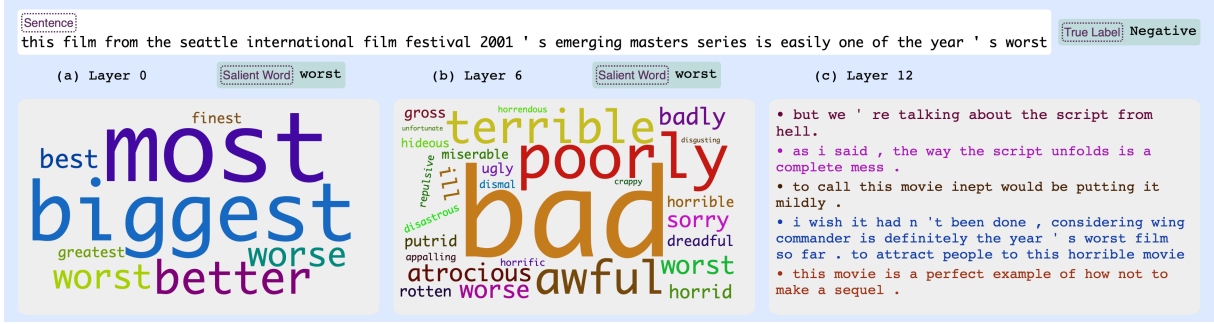 Sentence
this film from the seattle international film festival 2001 ' s emerging masters series is easily one of the year ' s worst
True Label Negative
(a) Layer 0
Salient Word worst
(b) Layer 6
Salient Word worst
(c) Layer 12
finest
most
best
biggest
greatest
worse
worst
better
gross
horrendous
terrible
badly
unfortunate
hideous
disgusting
miserable
poorly
repulsive
ill
ugly
dismal
crappy
bad
horrible
disastrous
sorry
putrid
dreadful
appalling
horrific
atrocious
awful
worst
rotten
worse
horrid
• but we ' re talking about the script from
hell.
• as i said , the way the script unfolds is a
complete mess .
• to call this movie inept would be putting it
mildly .
• i wish it had n 't been done , considering wing
commander is definitely the year ' s worst film
so far . to attract people to this horrible movie
• this movie is a perfect example of how not to
make a sequel .